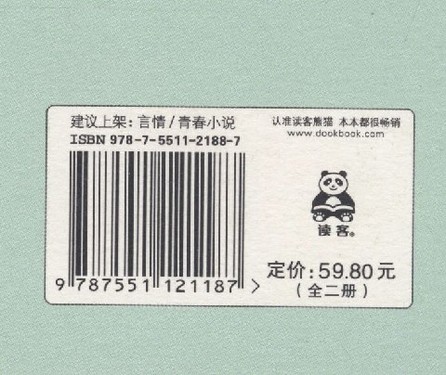 建议上架：言情/青春小说
ISBN 978-7-5511-2188-7
认准读客熊猫 本本都很畅销
www.dookbook.com
读客®
9 787551 121187 >
定价：59.80元
（全二册）